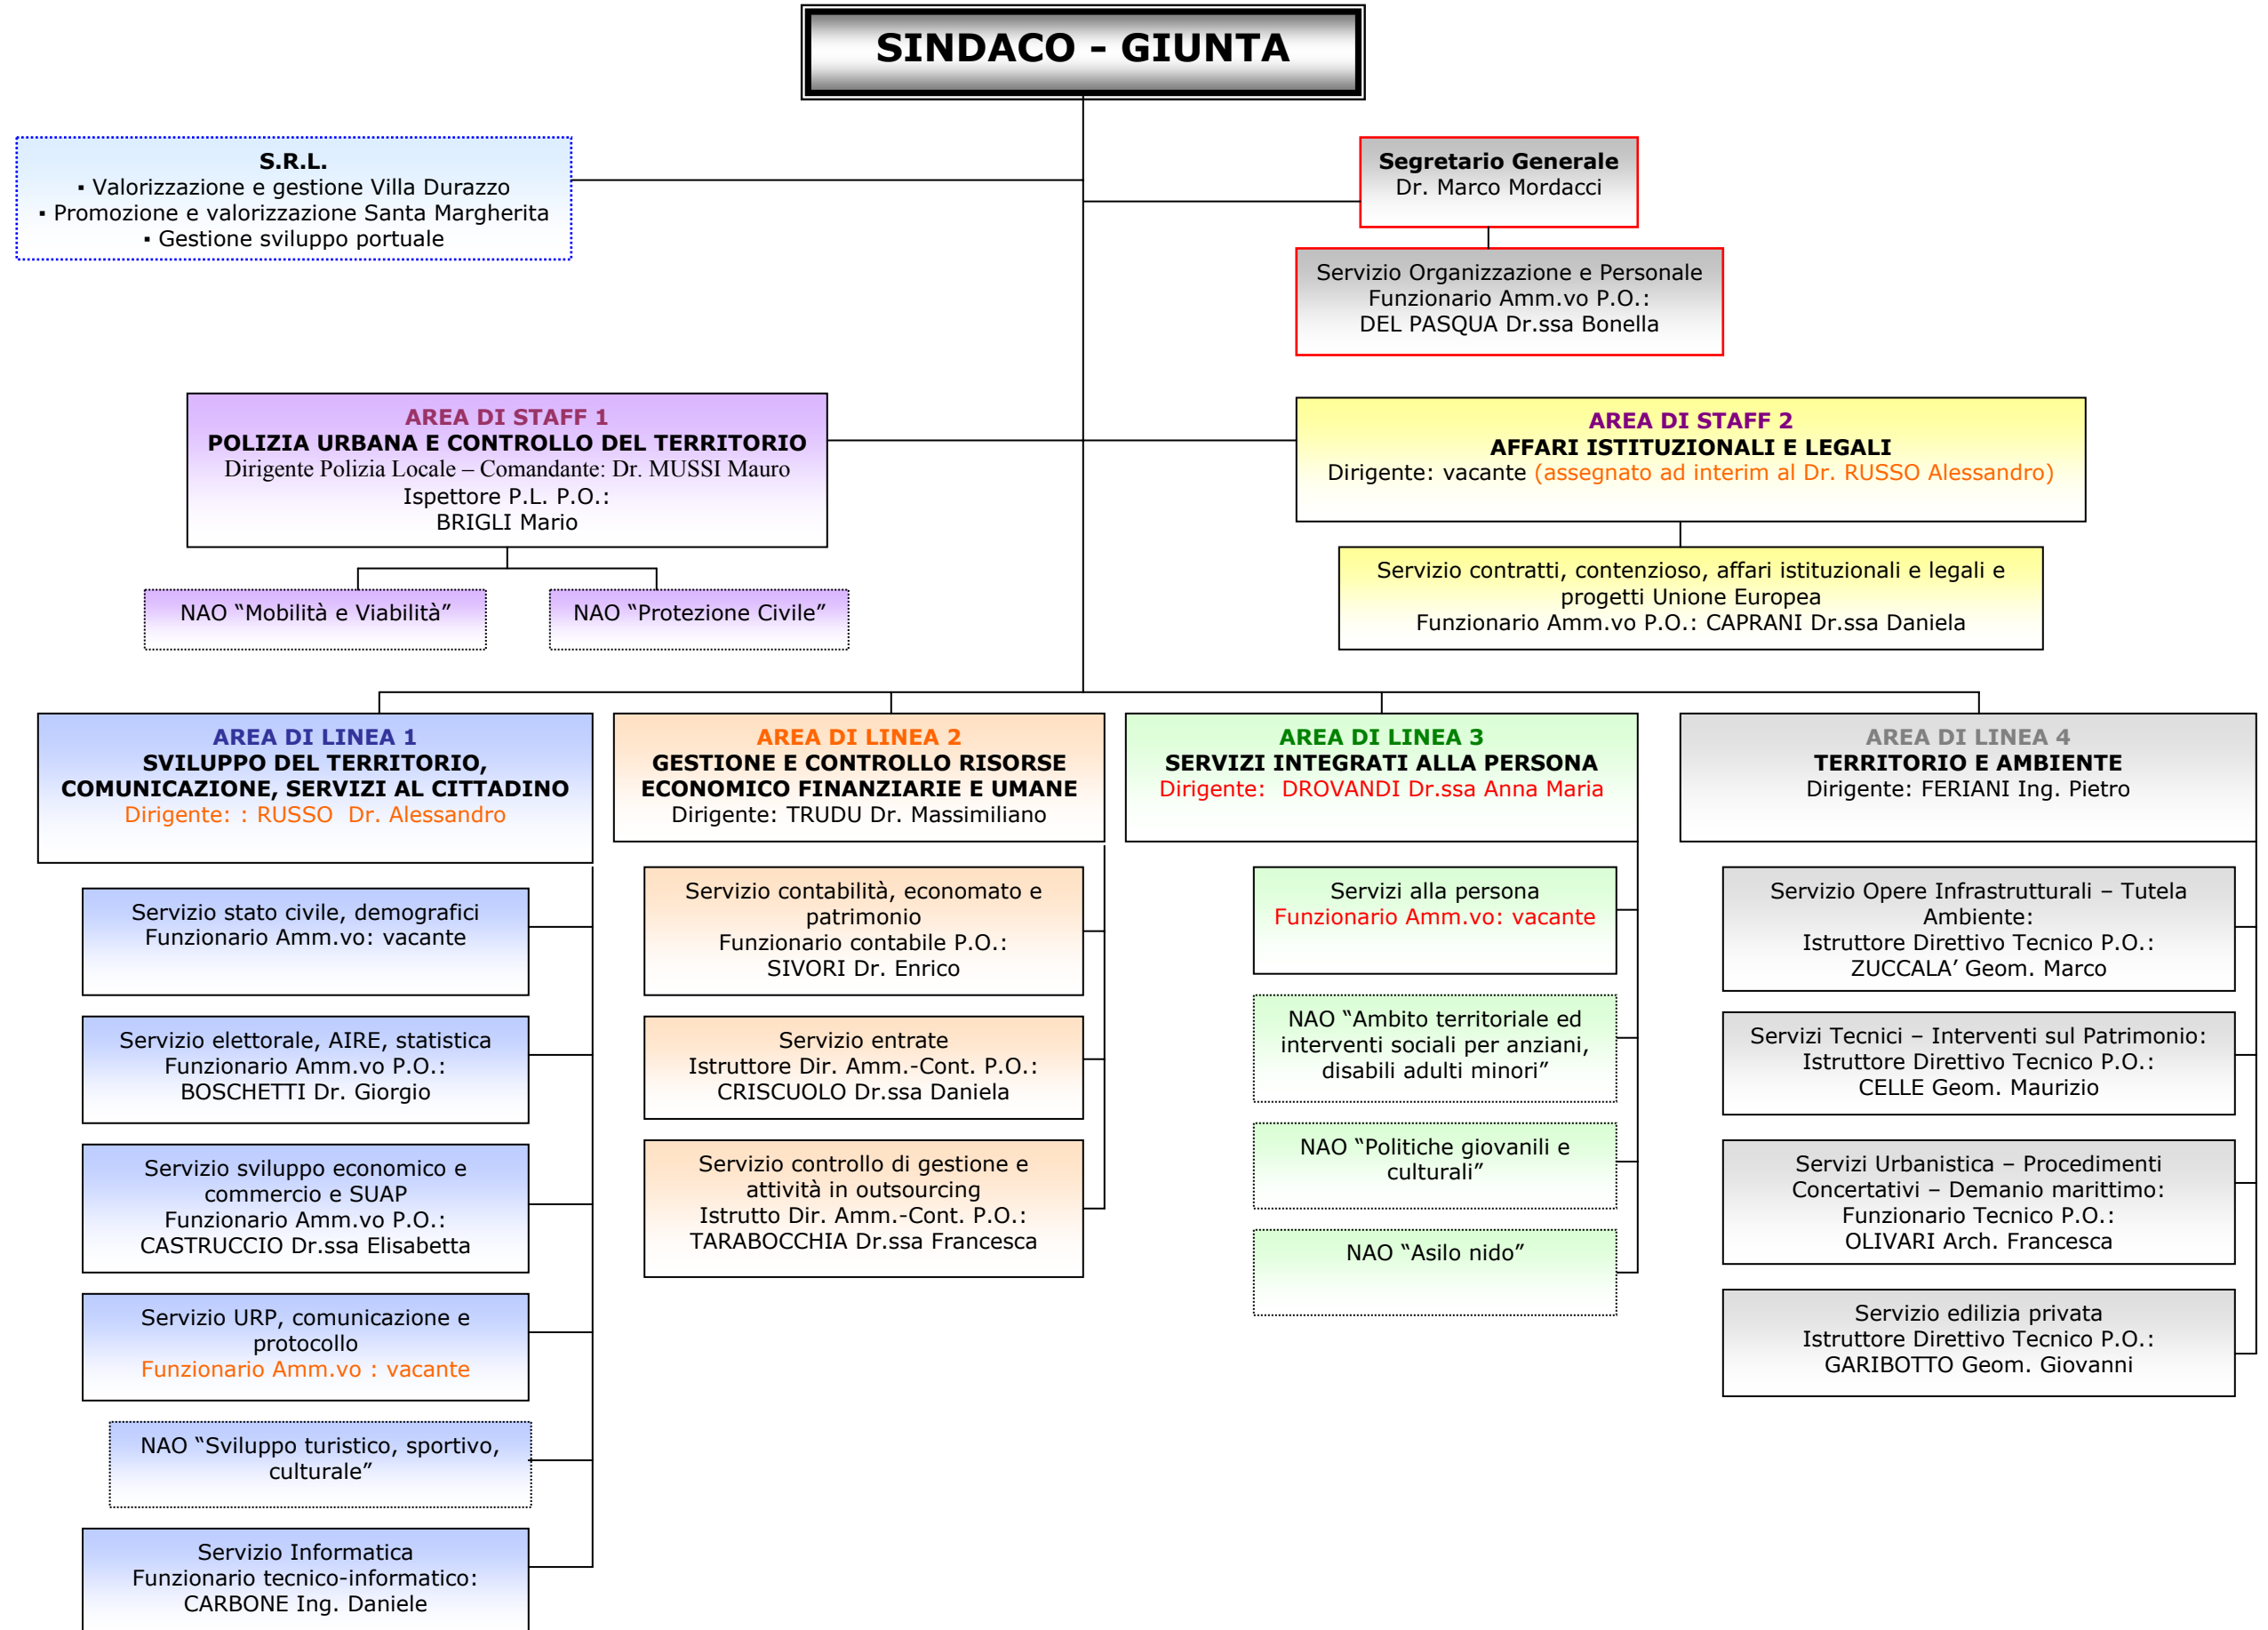 SINDACO - GIUNTA
S.R.L.
▪ Valorizzazione e gestione Villa Durazzo
▪ Promozione e valorizzazione Santa Margherita
▪ Gestione sviluppo portuale
Segretario Generale
Dr. Marco Mordacci
Servizio Organizzazione e Personale
Funzionario Amm.vo P.O.:
DEL PASQUA Dr.ssa Bonella
AREA DI STAFF 1
POLIZIA URBANA E CONTROLLO DEL TERRITORIO
Dirigente Polizia Locale – Comandante: Dr. MUSSI Mauro
Ispettore P.L. P.O.:
BRIGLI Mario
AREA DI STAFF 2
AFFARI ISTITUZIONALI E LEGALI
Dirigente: vacante (assegnato ad interim al Dr. RUSSO Alessandro)
NAO “Mobilità e Viabilità”
NAO “Protezione Civile”
Servizio contratti, contenzioso, affari istituzionali e legali e
progetti Unione Europea
Funzionario Amm.vo P.O.: CAPRANI Dr.ssa Daniela
AREA DI LINEA 1
SVILUPPO DEL TERRITORIO,
COMUNICAZIONE, SERVIZI AL CITTADINO
Dirigente: : RUSSO  Dr. Alessandro
Servizio stato civile, demografici
Funzionario Amm.vo: vacante
Servizio elettorale, AIRE, statistica
Funzionario Amm.vo P.O.:
BOSCHETTI Dr. Giorgio
Servizio sviluppo economico e
commercio e SUAP
Funzionario Amm.vo P.O.:
CASTRUCCIO Dr.ssa Elisabetta
Servizio URP, comunicazione e
protocollo
Funzionario Amm.vo : vacante
NAO “Sviluppo turistico, sportivo,
culturale”
Servizio Informatica
Funzionario tecnico-informatico:
CARBONE Ing. Daniele
AREA DI LINEA 2
GESTIONE E CONTROLLO RISORSE
ECONOMICO FINANZIARIE E UMANE
Dirigente: TRUDU Dr. Massimiliano
Servizio contabilità, economato e
patrimonio
Funzionario contabile P.O.:
SIVORI Dr. Enrico
Servizio entrate
Istruttore Dir. Amm.-Cont. P.O.:
CRISCUOLO Dr.ssa Daniela
Servizio controllo di gestione e
attività in outsourcing
Istrutto Dir. Amm.-Cont. P.O.:
TARABOCCHIA Dr.ssa Francesca
AREA DI LINEA 3
SERVIZI INTEGRATI ALLA PERSONA
Dirigente:  DROVANDI Dr.ssa Anna Maria
Servizi alla persona
Funzionario Amm.vo: vacante
NAO “Ambito territoriale ed
interventi sociali per anziani,
disabili adulti minori”
NAO “Politiche giovanili e
culturali”
NAO “Asilo nido”
AREA DI LINEA 4
TERRITORIO E AMBIENTE
Dirigente: FERIANI Ing. Pietro
Servizio Opere Infrastrutturali – Tutela
Ambiente:
Istruttore Direttivo Tecnico P.O.:
ZUCCALA’ Geom. Marco
Servizi Tecnici – Interventi sul Patrimonio:
Istruttore Direttivo Tecnico P.O.:
CELLE Geom. Maurizio
Servizi Urbanistica – Procedimenti
Concertativi – Demanio marittimo:
Funzionario Tecnico P.O.:
OLIVARI Arch. Francesca
Servizio edilizia privata
Istruttore Direttivo Tecnico P.O.:
GARIBOTTO Geom. Giovanni